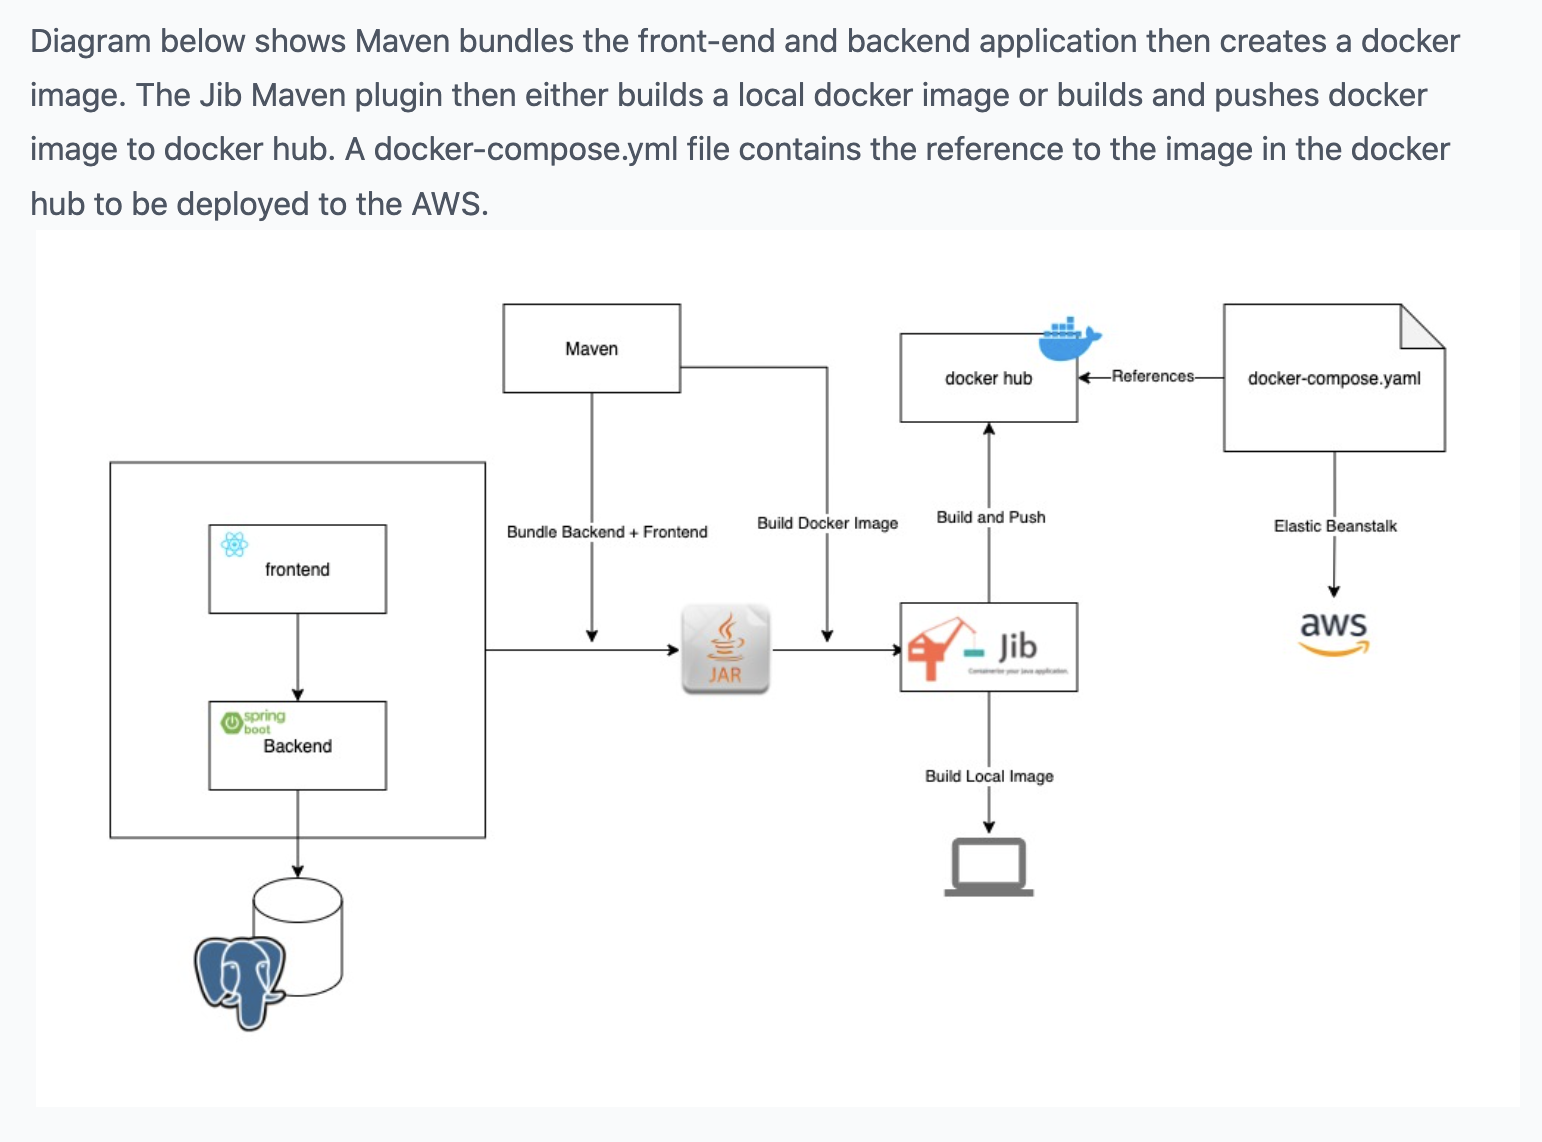 Diagram below shows Maven bundles the front-end and backend application then creates a docker
image. The Jib Maven plugin then either builds a local docker image or builds and pushes docker
image to docker hub. A docker-compose.yml file contains the reference to the image in the docker
hub to be deployed to the AWS.
Maven
docker hub
References
docker-compose.yaml
Bundle Backend + Frontend
Build Docker Image
Build and Push
Elastic Beanstalk
frontend
JAR
Jib
Containerize your Java application.
aws
spring
boot
Backend
Build Local Image